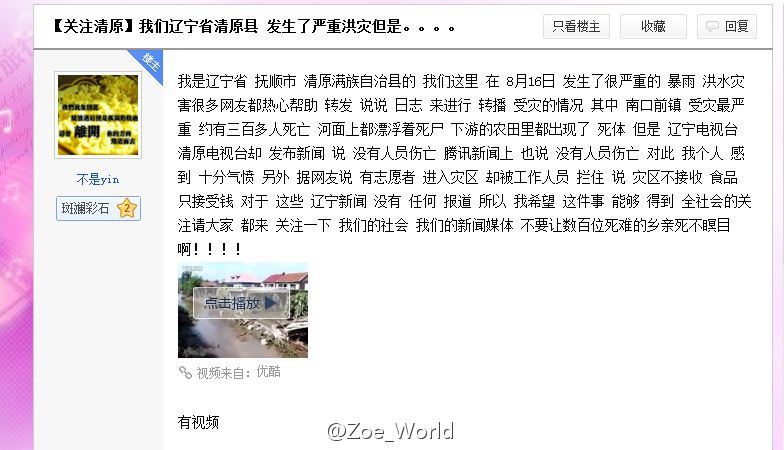 【关注清原】我们辽宁省清原县 发生了严重洪灾但是。。。。
只看楼主 收藏 回复
楼主
我是辽宁省 抚顺市 清原满族自治县的 我们这里 在 8月16日 发生了很严重的 暴雨 洪水灾
害很多网友都热心帮助 转发 说说 日志 来进行 转播 受灾的情况 其中 南口前镇 受灾最严
重 约有三百多人死亡 河面上都漂浮着死尸 下游的农田里都出现了 死体 但是 辽宁电视台
清原电视台却 发布新闻 说 没有人员伤亡 腾讯新闻上 也说 没有人员伤亡 对此 我个人 感
到 十分气愤 另外 据网友说 有志愿者 进入灾区 却被工作人员 拦住 说 灾区不接收 食品
只接受钱 对于 这些 辽宁新闻 没有 任何 报道 所以 我希望 这件事 能够 得到 全社会的关
注请大家 都来 关注一下 我们的社会 我们的新闻媒体 不要让数百位死难的乡亲死不瞑目
啊！！！！
離開
不是yin
斑斓彩石 2
点击播放
视频来自：优酷
有视频
@Zoe_World